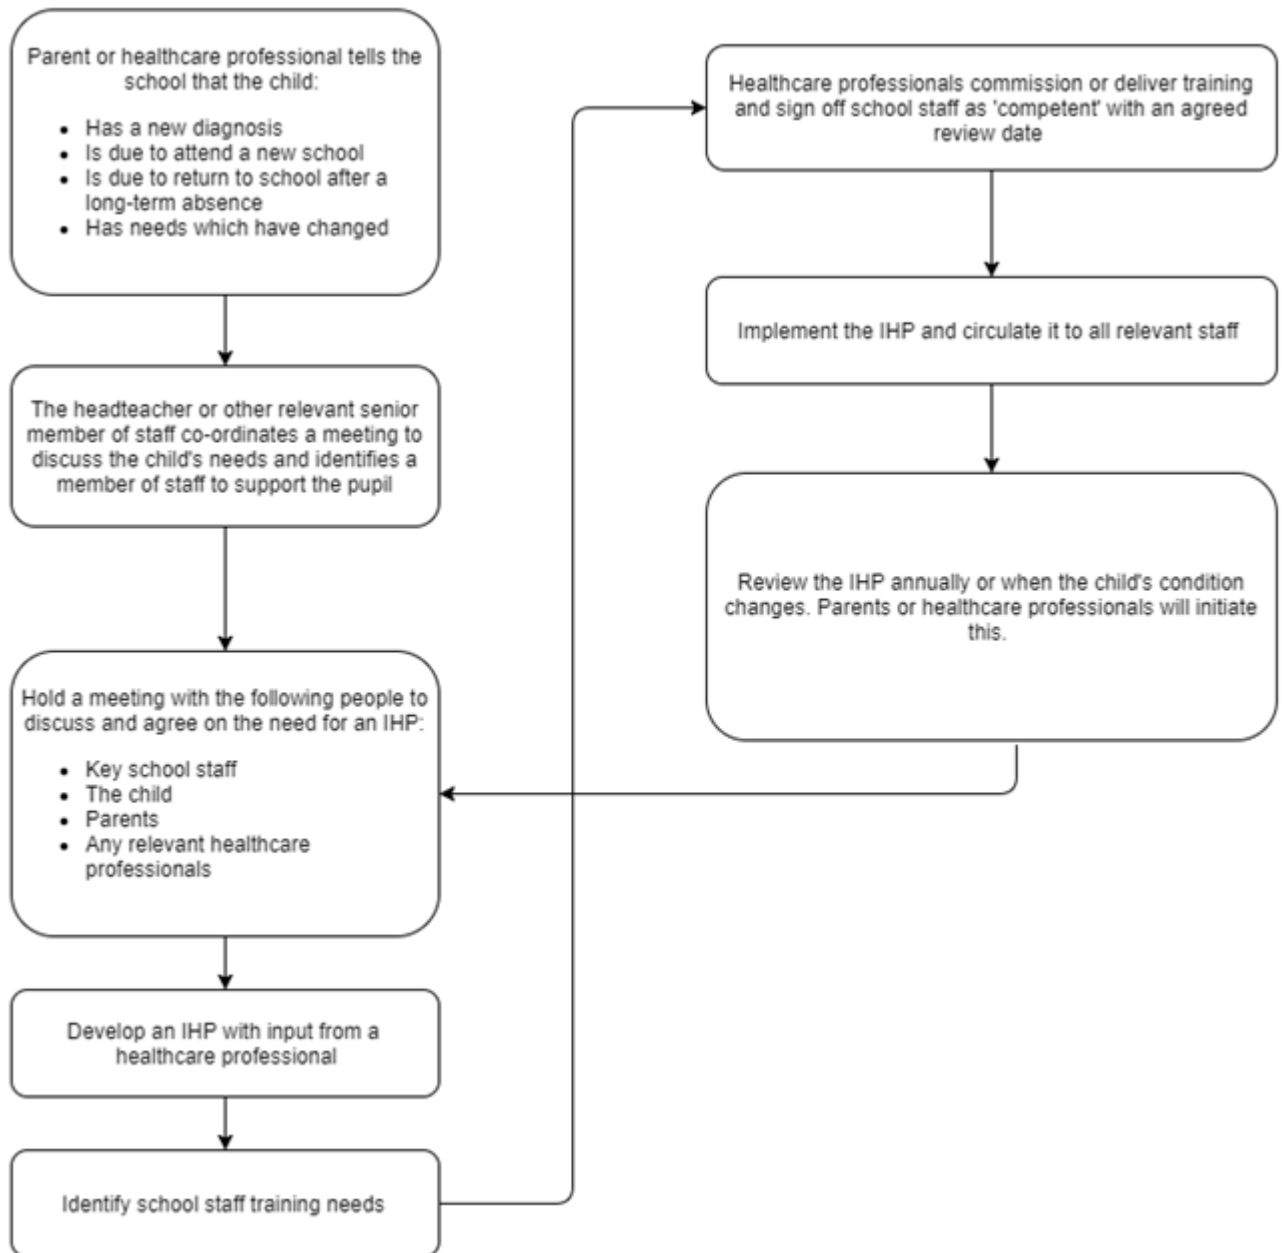 Parent or healthcare professional tells the
school that the child:
• Has a new diagnosis
• Is due to attend a new school
• Is due to return to school after a
long-term absence
• Has needs which have changed
The headteacher or other relevant senior
member of staff co-ordinates a meeting to
discuss the child's needs and identifies a
member of staff to support the pupil
Hold a meeting with the following people to
discuss and agree on the need for an IHP:
• Key school staff
• The child
• Parents
• Any relevant healthcare
professionals
Develop an IHP with input from a
healthcare professional
Identify school staff training needs
Healthcare professionals commission or deliver training
and sign off school staff as 'competent' with an agreed
review date
Implement the IHP and circulate it to all relevant staff
Review the IHP annually or when the child's condition
changes. Parents or healthcare professionals will initiate
this.